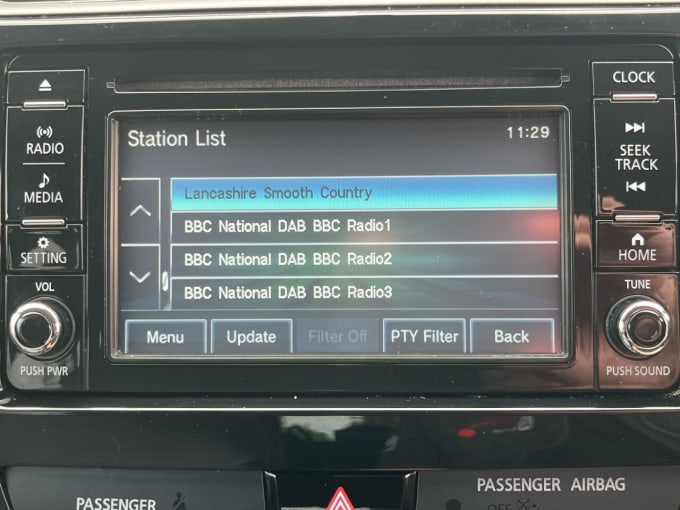 CLOCK
Station List 11:29
RADIO
MEDIA
SEEK
TRACK
Lancashire Smooth Country
BBC National DAB BBC Radio1
BBC National DAB BBC Radio2
BBC National DAB BBC Radio3
SETTING
HOME
VOL
TUNE
Menu Update Filter Off PTY Filter Back
PUSH PWR
PUSH SOUND
PASSENGER
PASSENGER AIRBAG
OFF